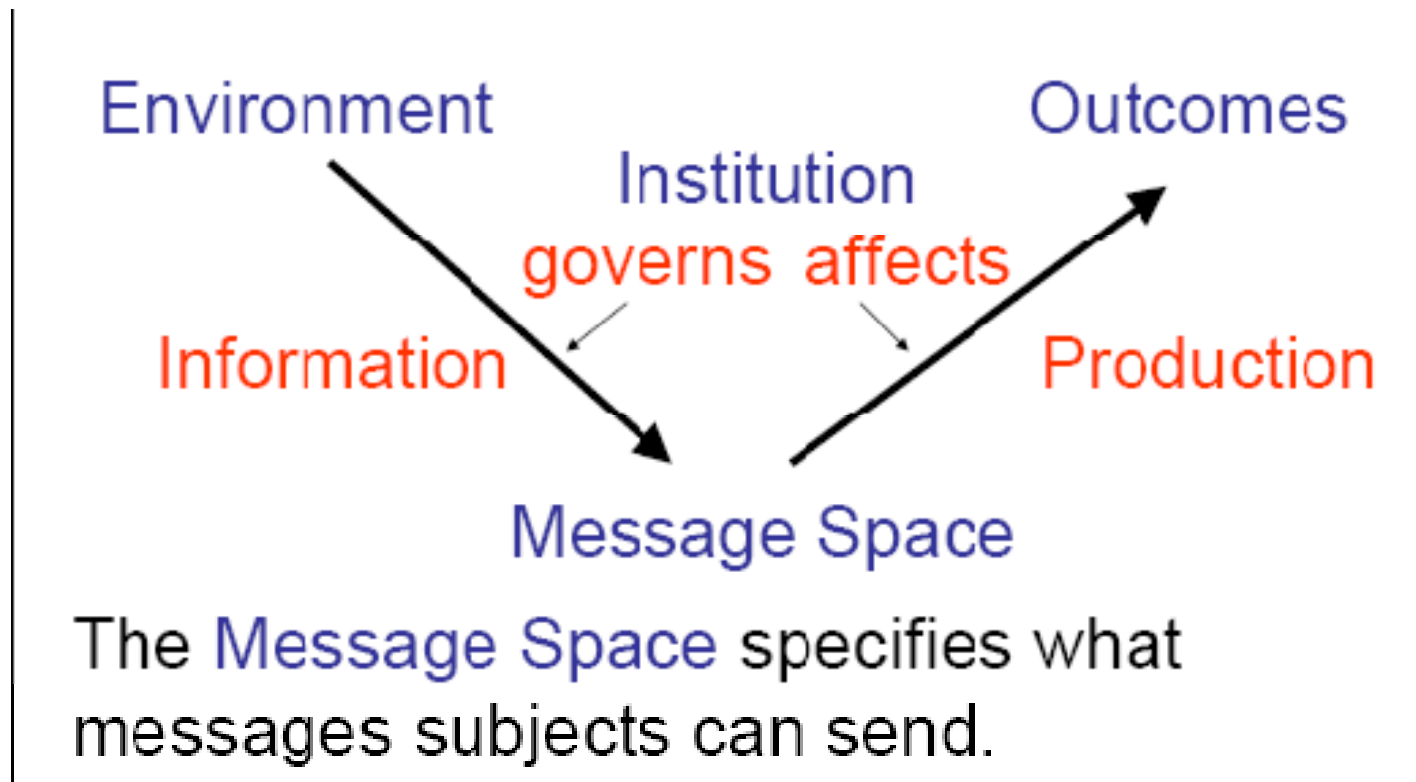 Environment
Outcomes
Institution
governs affects
Information
Production
Message Space
The Message Space specifies what
messages subjects can send.